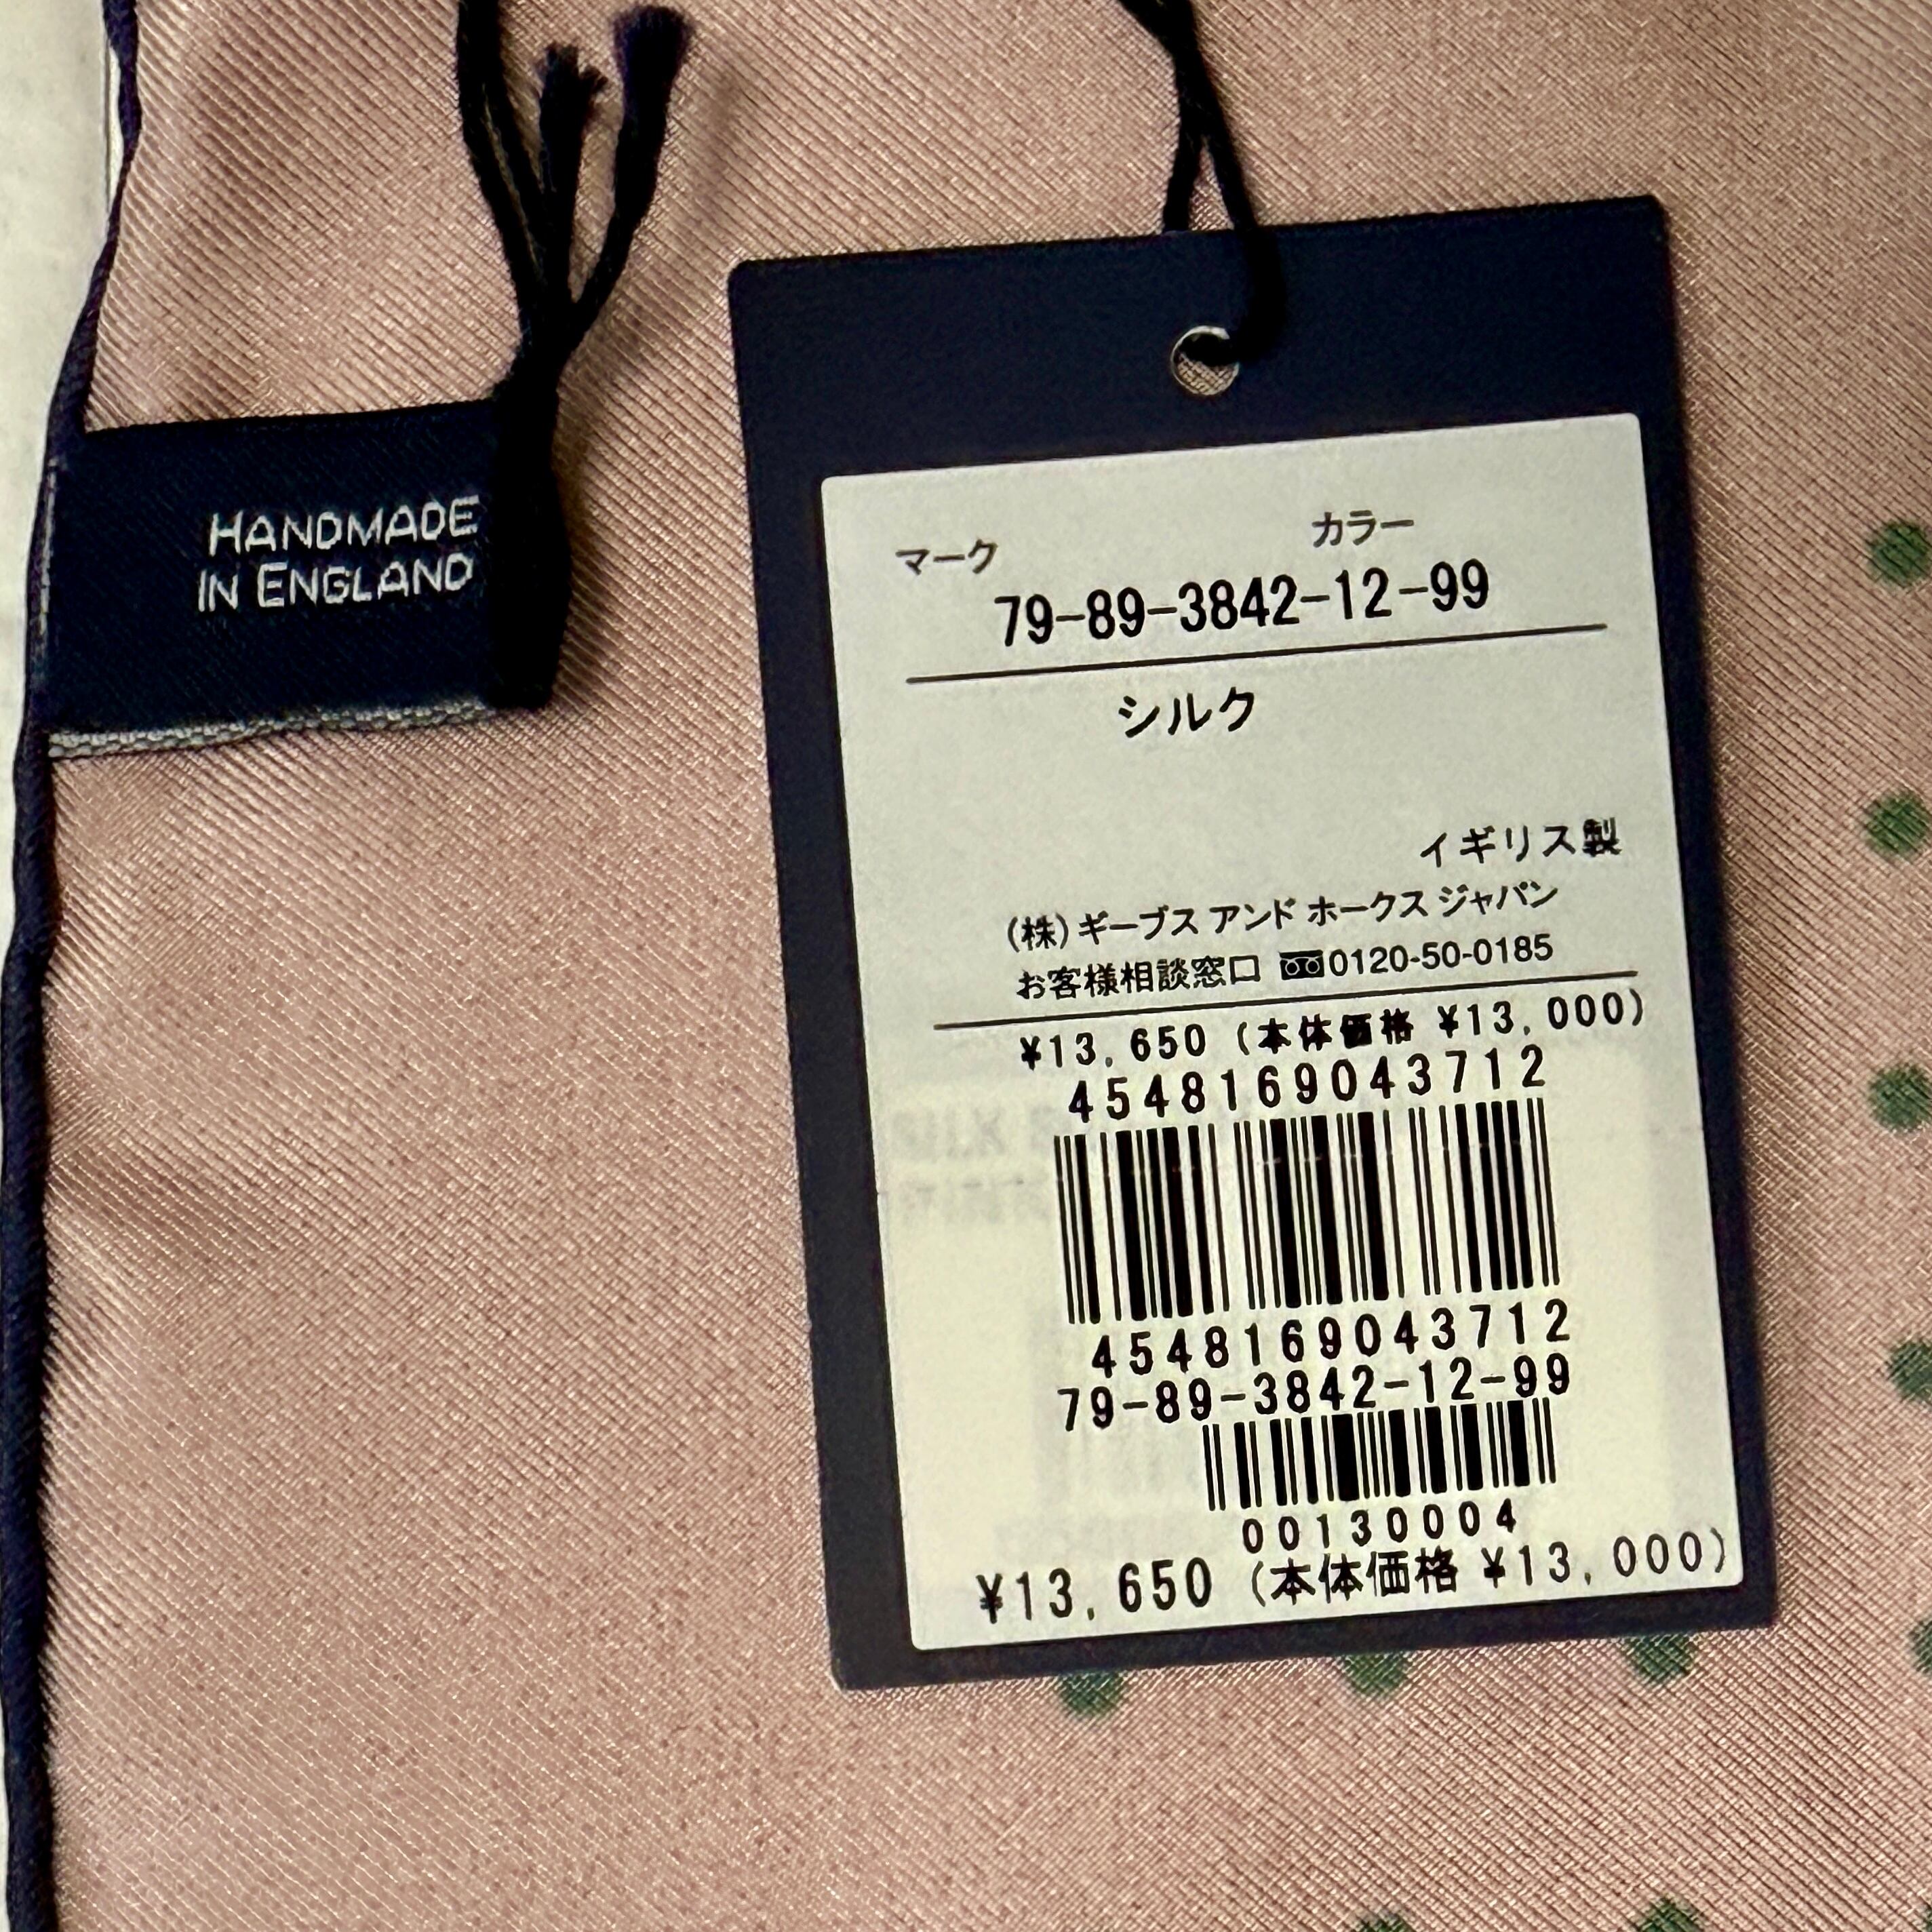 HANDMADE
IN ENGLAND
マーク カラー
79-89-3842-12-99
シルク
イギリス製
(株)ギーブス アンド ホークス ジャパン
お客様相談窓口 0120-50-0185
¥13,650 (本体価格 ¥13,000)
4548169043712
4548169043712
79-89-3842-12-99
00130004
¥13,650 (本体価格 ¥13,000)